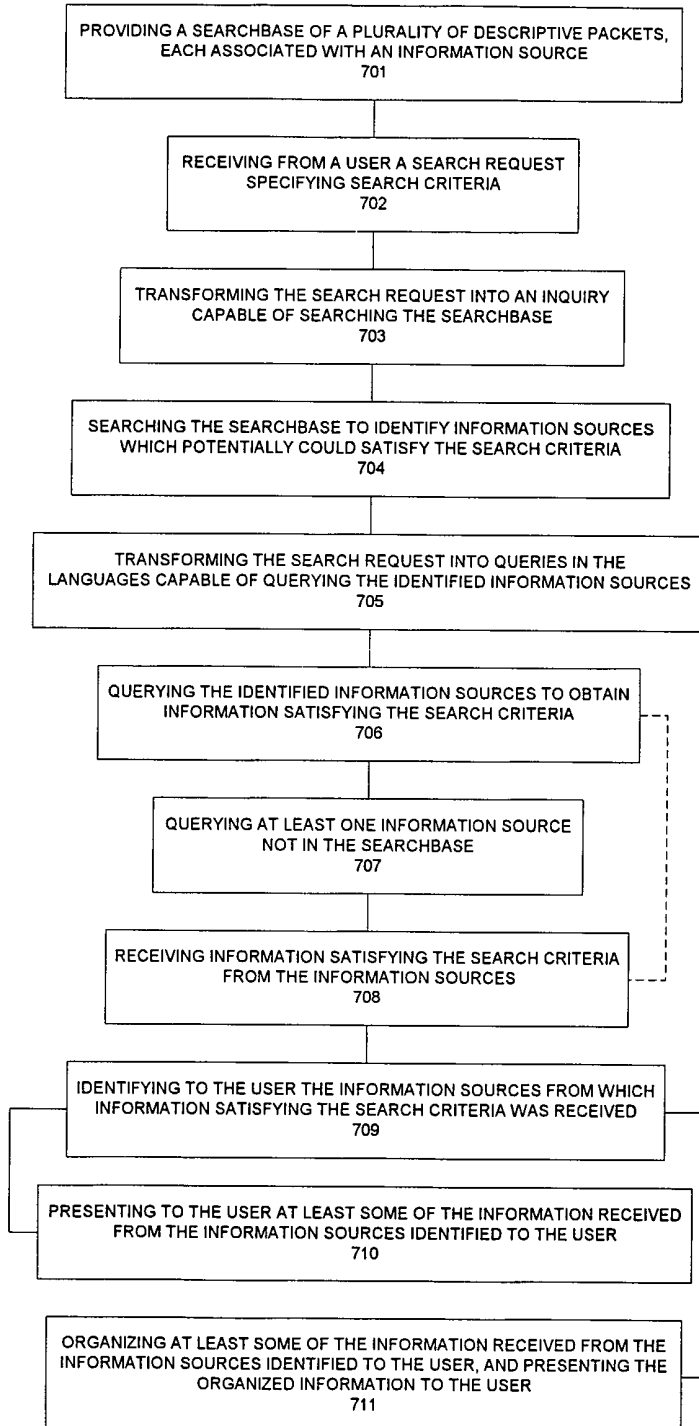 PROVIDING A SEARCHBASE OF A PLURALITY OF DESCRIPTIVE PACKETS,
EACH ASSOCIATED WITH AN INFORMATION SOURCE
701
RECEIVING FROM A USER A SEARCH REQUEST
SPECIFYING SEARCH CRITERIA
702
TRANSFORMING THE SEARCH REQUEST INTO AN INQUIRY
CAPABLE OF SEARCHING THE SEARCHBASE
703
SEARCHING THE SEARCHBASE TO IDENTIFY INFORMATION SOURCES
WHICH POTENTIALLY COULD SATISFY THE SEARCH CRITERIA
704
TRANSFORMING THE SEARCH REQUEST INTO QUERIES IN THE
LANGUAGES CAPABLE OF QUERYING THE IDENTIFIED INFORMATION SOURCES
705
QUERYING THE IDENTIFIED INFORMATION SOURCES TO OBTAIN
INFORMATION SATISFYING THE SEARCH CRITERIA
706
QUERYING AT LEAST ONE INFORMATION SOURCE
NOT IN THE SEARCHBASE
707
RECEIVING INFORMATION SATISFYING THE SEARCH CRITERIA
FROM THE INFORMATION SOURCES
708
IDENTIFYING TO THE USER THE INFORMATION SOURCES FROM WHICH
INFORMATION SATISFYING THE SEARCH CRITERIA WAS RECEIVED
709
PRESENTING TO THE USER AT LEAST SOME OF THE INFORMATION RECEIVED
FROM THE INFORMATION SOURCES IDENTIFIED TO THE USER
710
ORGANIZING AT LEAST SOME OF THE INFORMATION RECEIVED FROM THE
INFORMATION SOURCES IDENTIFIED TO THE USER, AND PRESENTING THE
ORGANIZED INFORMATION TO THE USER
711